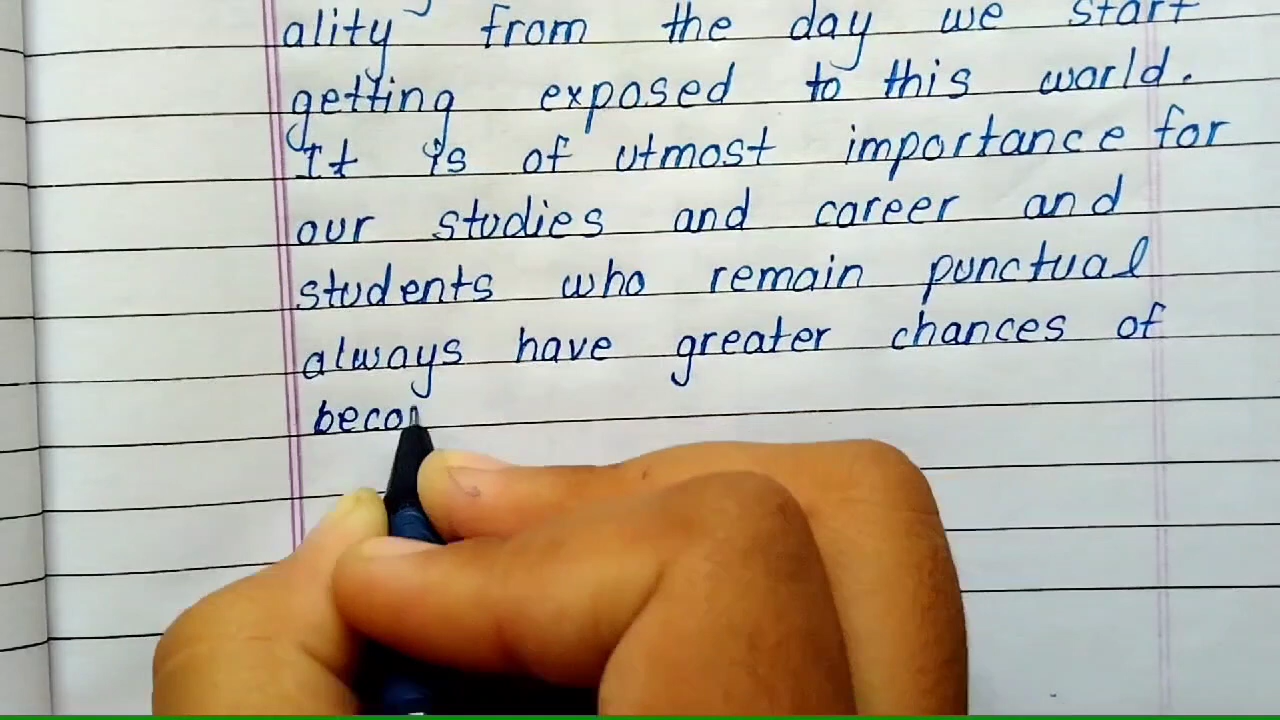 ality from the day we start
getting exposed to this world.
It is of utmost importance for
our studies and career and
students who remain punctual
always have greater chances of
becom